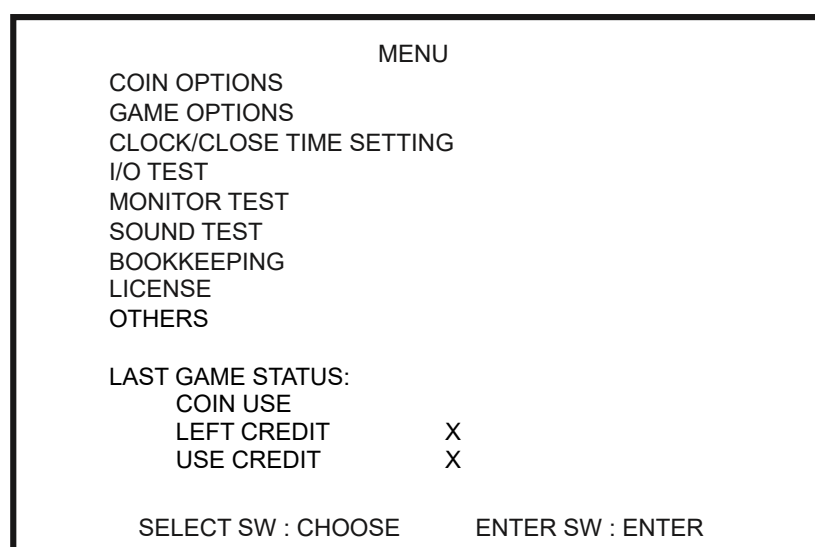 MENU
COIN OPTIONS
GAME OPTIONS
CLOCK/CLOSE TIME SETTING
I/O TEST
MONITOR TEST
SOUND TEST
BOOKKEEPING
LICENSE
OTHERS
LAST GAME STATUS:
COIN USE
LEFT CREDIT X
USE CREDIT X
SELECT SW : CHOOSE ENTER SW : ENTER